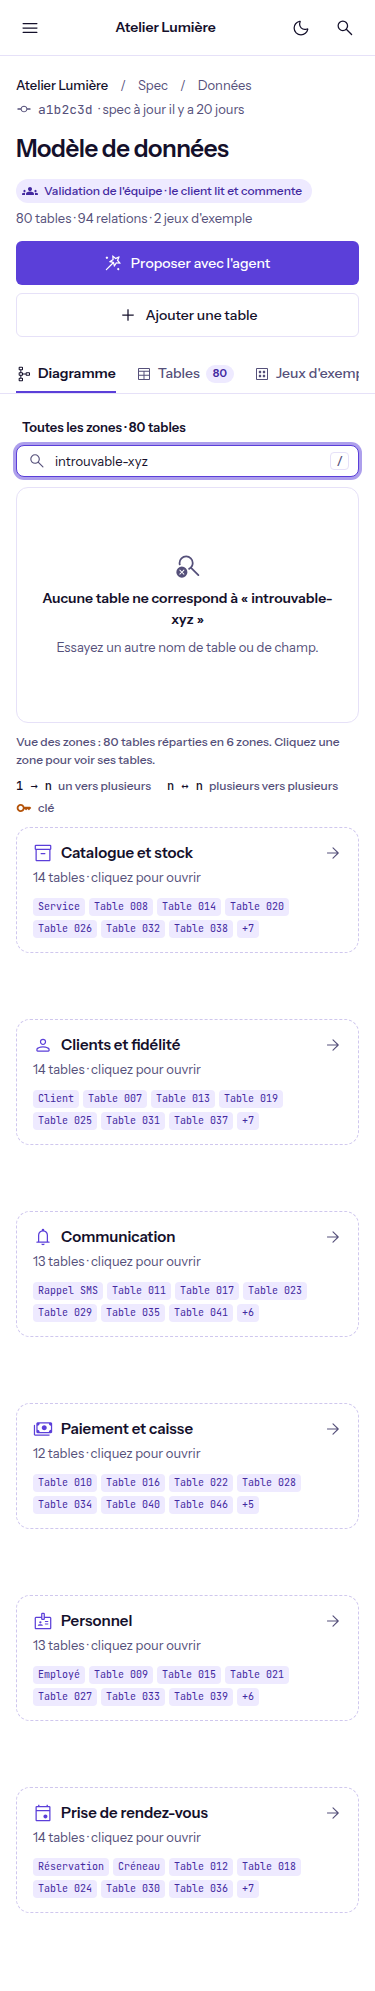 Atelier Lumière
Atelier Lumière / Spec / Données
a1b2c3d · spec à jour il y a 20 jours
Modèle de données
Validation de l'équipe · le client lit et commente
80 tables · 94 relations · 2 jeux d'exemple
Proposer avec l'agent
Ajouter une table
Diagramme Tables 80 Jeux d'exemp
Toutes les zones · 80 tables
introuvable-xyz /
Aucune table ne correspond à « introuvable-
xyz »
Essayez un autre nom de table ou de champ.
Vue des zones : 80 tables réparties en 6 zones. Cliquez une
zone pour voir ses tables.
1 → n un vers plusieurs n ↔ n plusieurs vers plusieurs
clé
Catalogue et stock
14 tables · cliquez pour ouvrir
Service Table 008 Table 014 Table 020
Table 026 Table 032 Table 038 +7
Clients et fidélité
14 tables · cliquez pour ouvrir
Client Table 007 Table 013 Table 019
Table 025 Table 031 Table 037 +7
Communication
13 tables · cliquez pour ouvrir
Rappel SMS Table 011 Table 017 Table 023
Table 029 Table 035 Table 041 +6
Paiement et caisse
12 tables · cliquez pour ouvrir
Table 010 Table 016 Table 022 Table 028
Table 034 Table 040 Table 046 +5
Personnel
13 tables · cliquez pour ouvrir
Employé Table 009 Table 015 Table 021
Table 027 Table 033 Table 039 +6
Prise de rendez-vous
14 tables · cliquez pour ouvrir
Réservation Créneau Table 012 Table 018
Table 024 Table 030 Table 036 +7